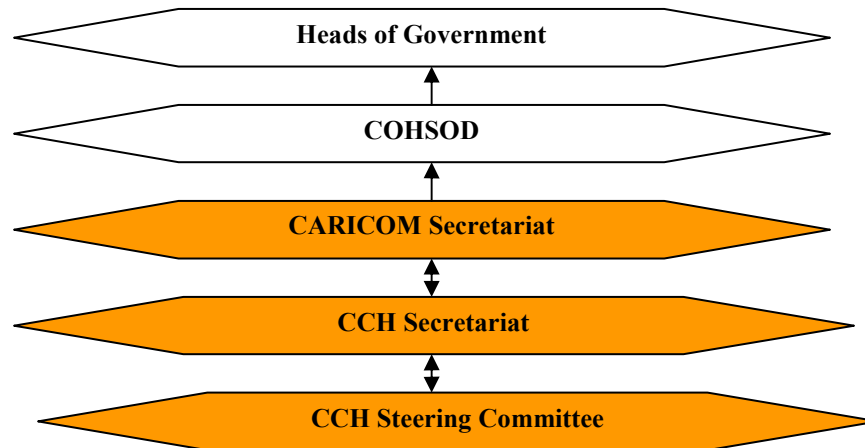 Heads of Government
COHSOD
CARICOM Secretariat
CCH Secretariat
CCH Steering Committee